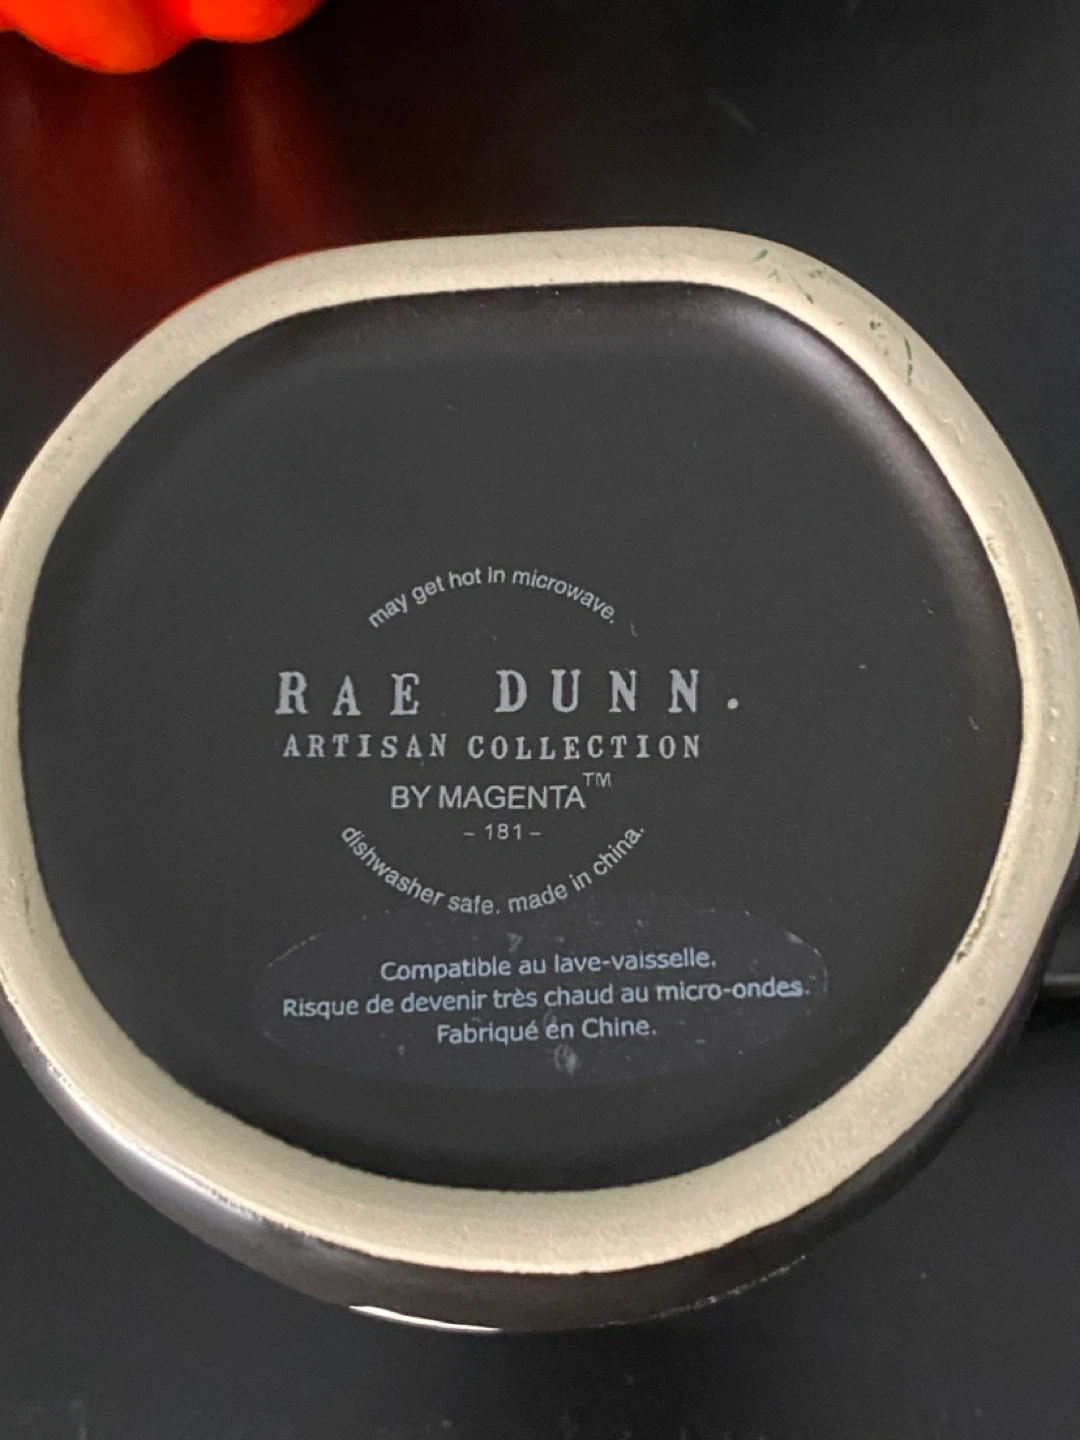 may get hot in microwave.
RAE DUNN.
ARTISAN COLLECTION
BY MAGENTA™
– 181 –
dishwasher safe. made in china.
Compatible au lave-vaisselle.
Risque de devenir très chaud au micro-ondes.
Fabriqué en Chine.